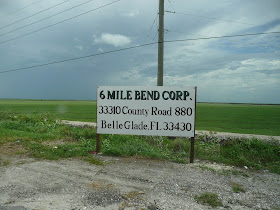 6 MILE BEND CORP.
33310 County Road 880
Belle Glade, FL 33430